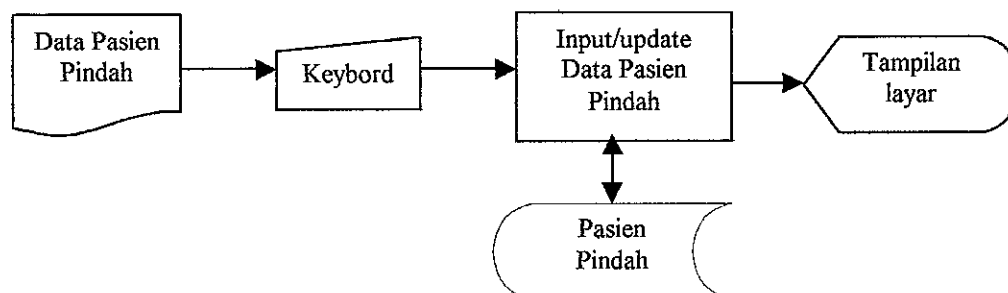 Data Pasien
Pindah
Keybord
Input/update
Data Pasien
Pindah
Tampilan
layar
Pasien
Pindah